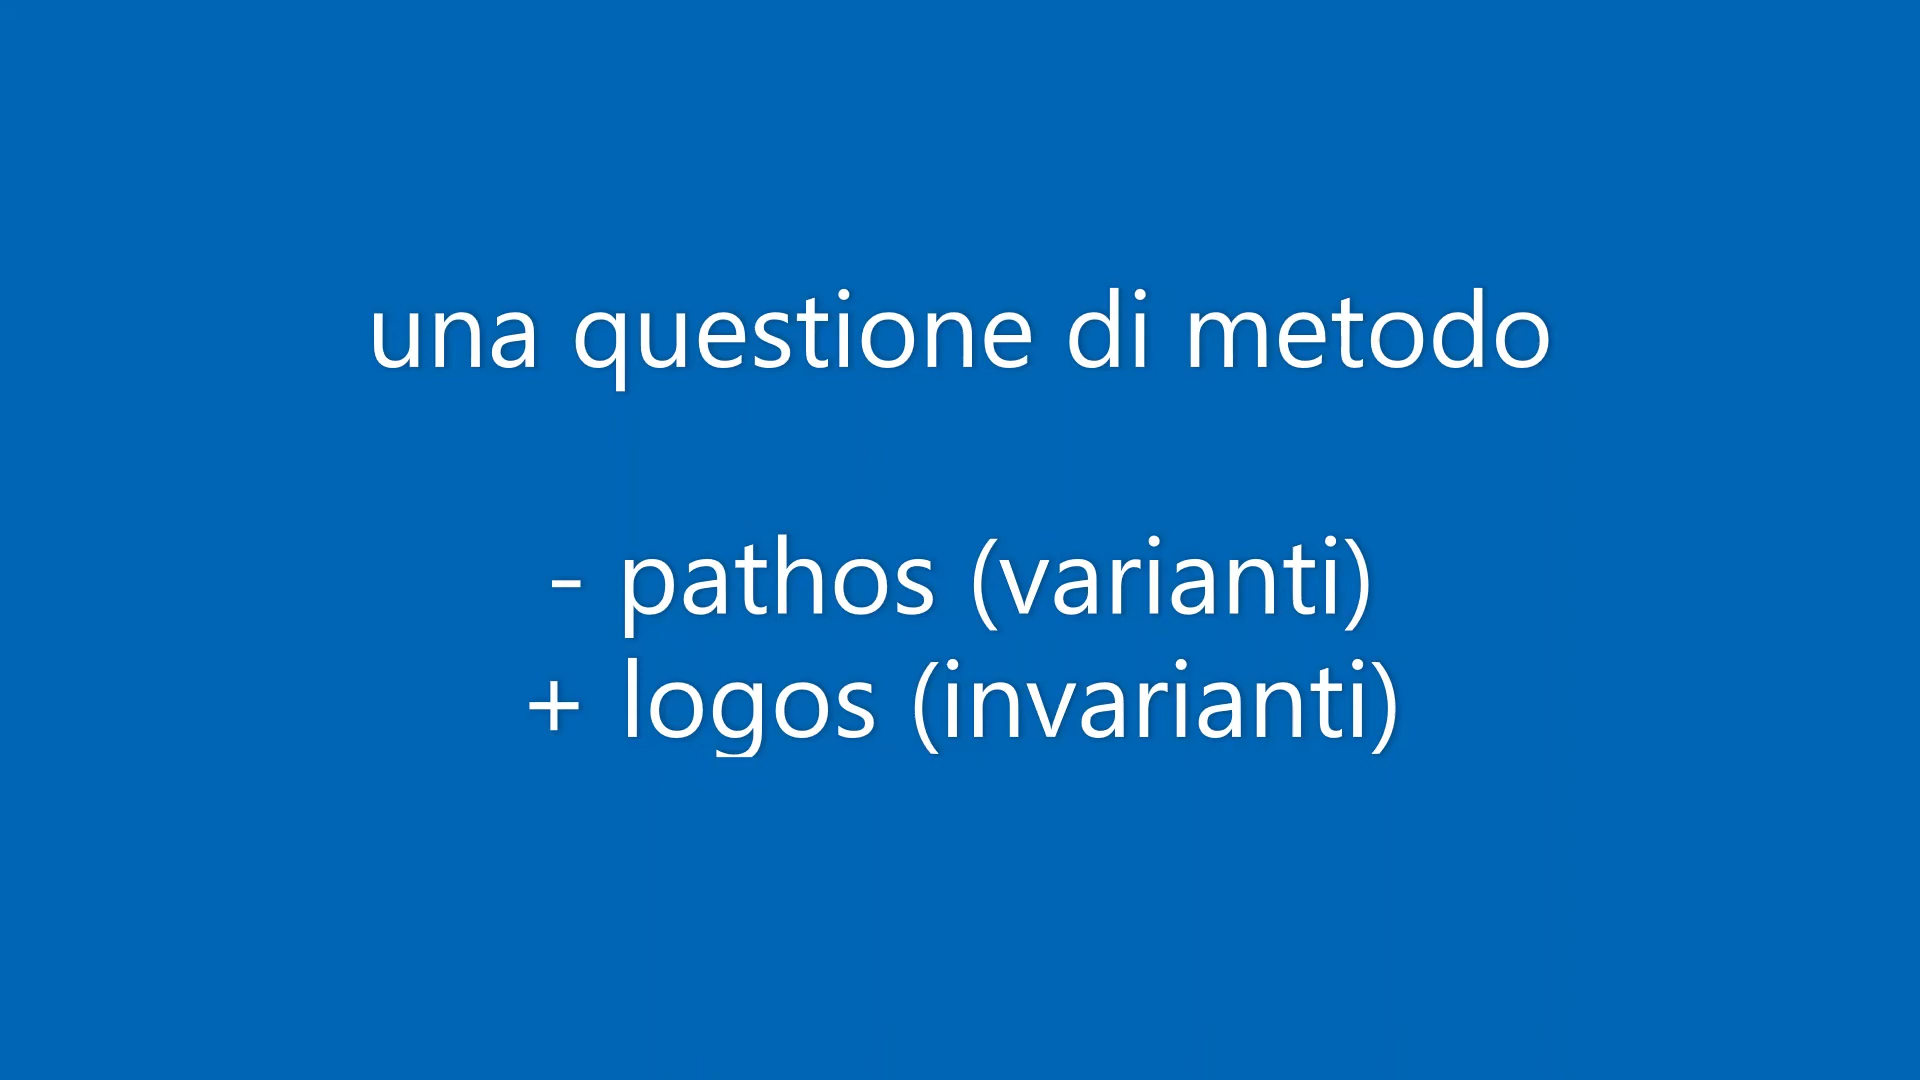 una questione di metodo
- pathos (varianti)
+ logos (invarianti)